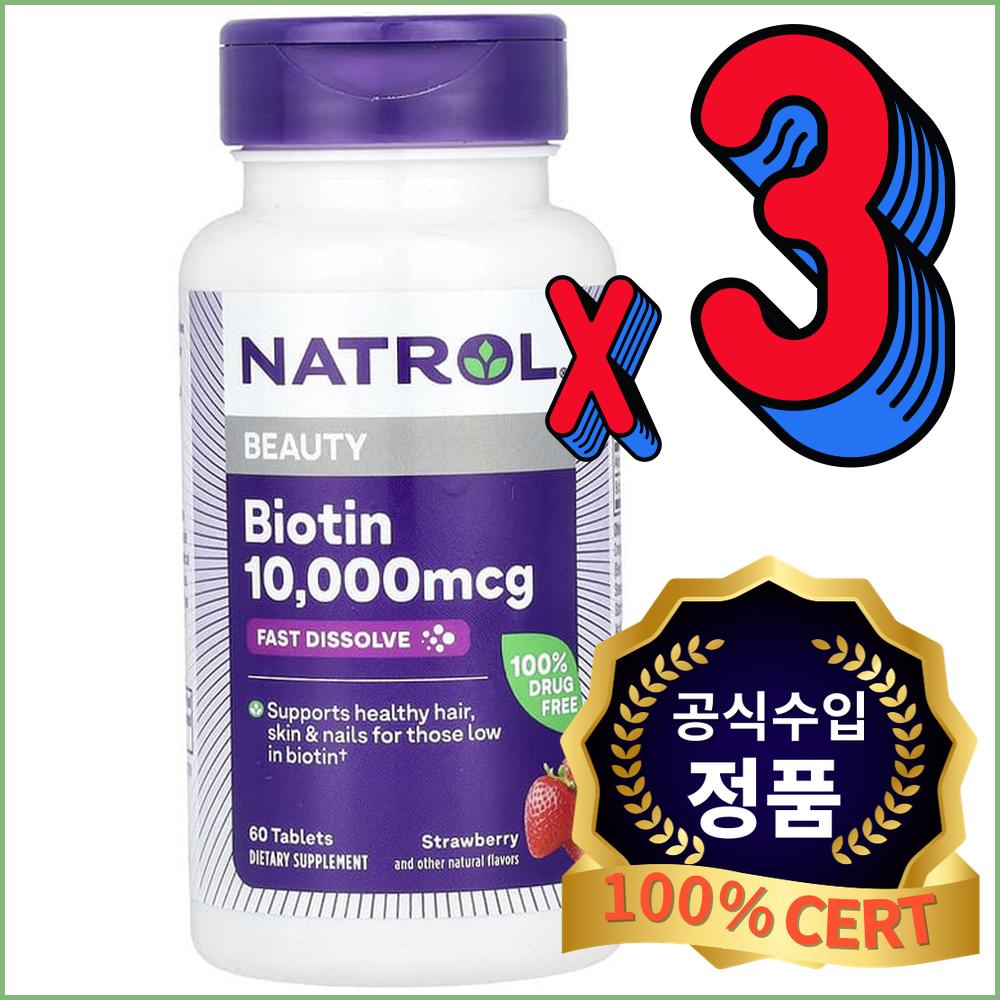 NATROL
BEAUTY
Biotin
10,000mcg
FAST DISSOLVE
100%
DRUG
FREE
Supports healthy hair,
skin & nails for those low
in biotin†
60 Tablets
DIETARY SUPPLEMENT
Strawberry
and other natural flavors
x 3
공식수입
정품
100% CERT